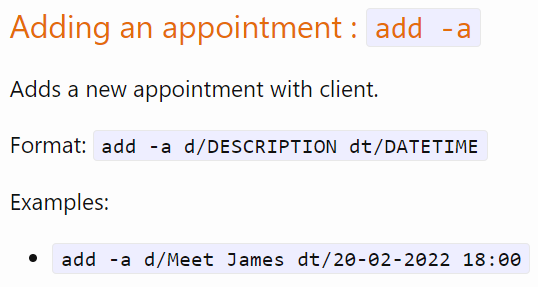 Adding an appointment : add -a
Adds a new appointment with client.
Format: add -a d/DESCRIPTION dt/DATETIME
Examples:
• add -a d/Meet James dt/20-02-2022 18:00